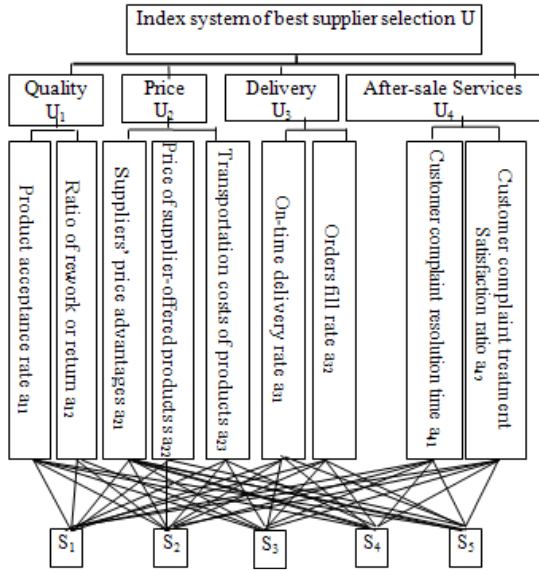 Index system of best supplier selection U
Quality
U₁
Price
U₂
Delivery
U₃
After-sale Services
U₄
Product acceptance rate a₁₁
Ratio of rework or return a₁₂
Suppliers' price advantages a₂₁
Price of supplier-offered products a₂₂
Transportation costs of products a₂₃
On-time delivery rate a₃₁
Orders fill rate a₃₂
Customer complaint resolution time a₄₁
Customer complaint treatment
Satisfaction ratio a₄₂
S₁
S₂
S₃
S₄
S₅